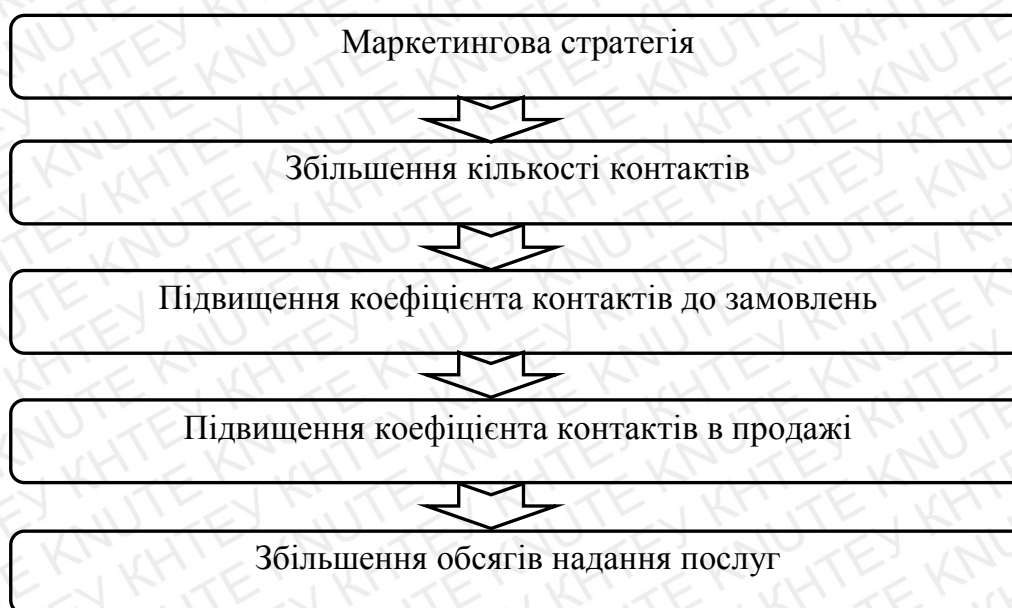 Маркетингова стратегія
Збільшення кількості контактів
Підвищення коефіцієнта контактів до замовлень
Підвищення коефіцієнта контактів в продажі
Збільшення обсягів надання послуг